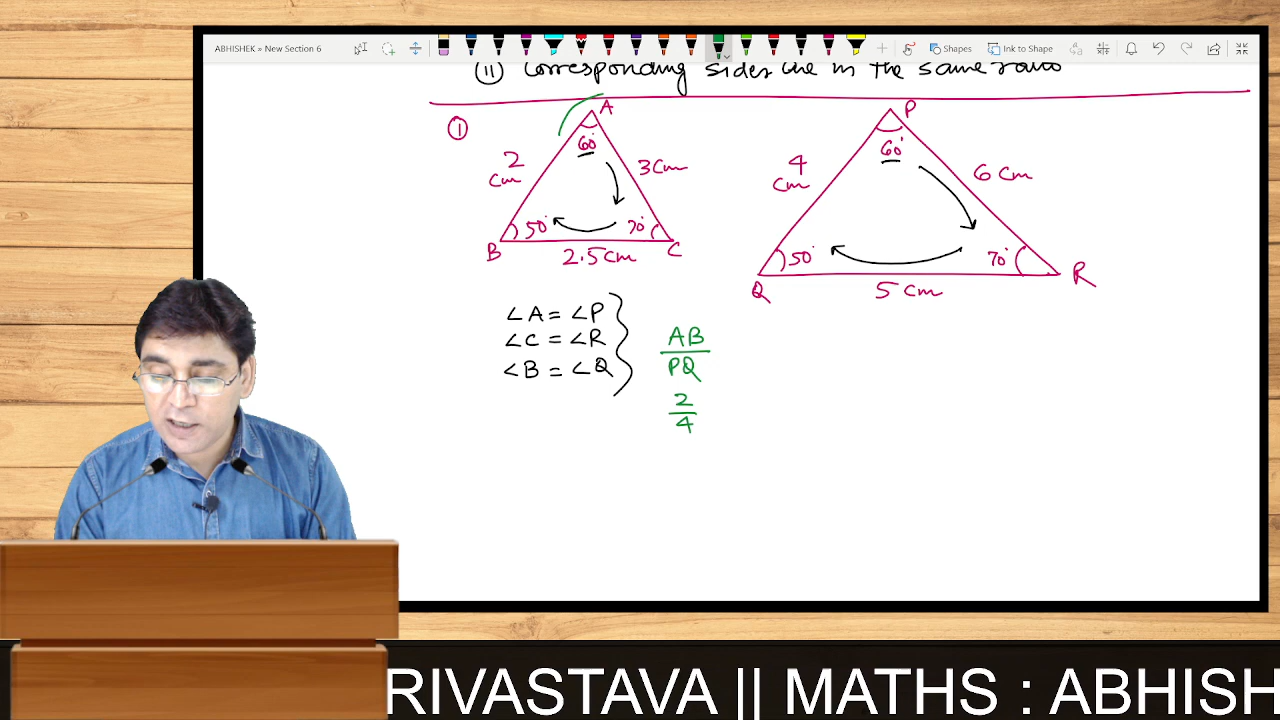 ABHISHEK » New Section 6
Shapes
Ink to Shape
(ii) Corresponding sides are in the same ratio
①
A
P
60°
60°
2
cm
3cm
4
cm
6 cm
50°
70°
B
C
2.5cm
50°
70°
Q
R
5 cm
∠A = ∠P
∠C = ∠R
∠B = ∠Q
AB
PQ
2
4
RIVASTAVA || MATHS : ABHISH